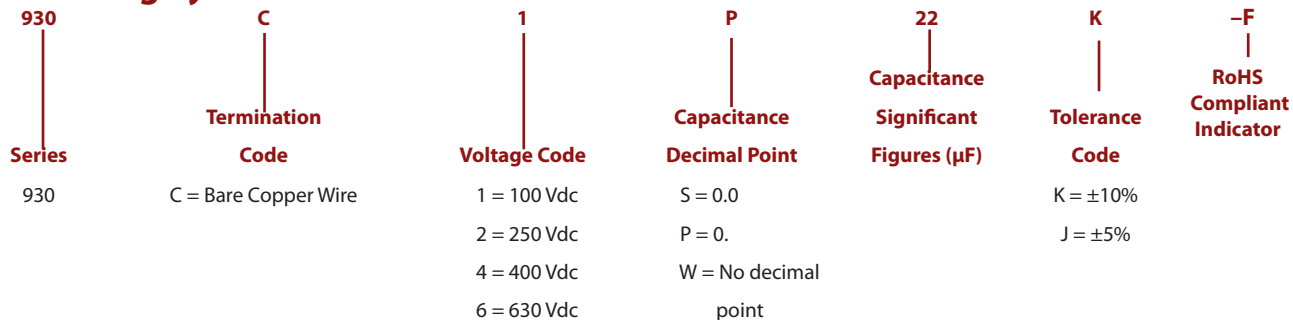 930 C 1 P 22 K –F
Capacitance RoHS
Compliant
Termination Capacitance Significant Tolerance
Indicator
Series Code Voltage Code Decimal Point Figures (µF) Code
930 C = Bare Copper Wire 1 = 100 Vdc S = 0.0 K = ±10%
2 = 250 Vdc P = 0. J = ±5%
4 = 400 Vdc W = No decimal
6 = 630 Vdc point